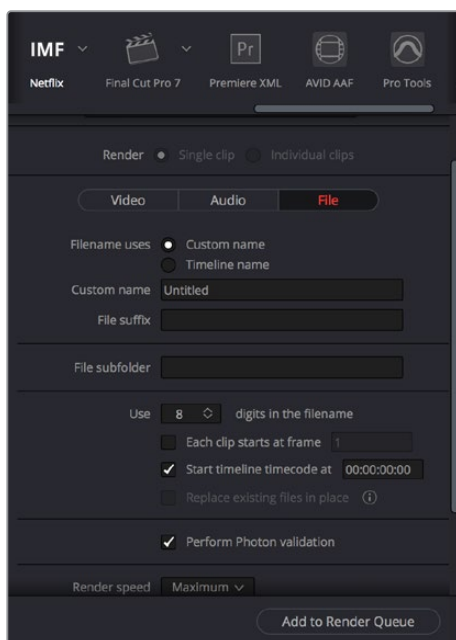 IMF
Pr
Netflix
Final Cut Pro 7
Premiere XML
AVID AAF
Pro Tools
Render Single clip Individual clips
Video Audio File
Filename uses Custom name
Timeline name
Custom name Untitled
File suffix
File subfolder
Use 8 digits in the filename
Each clip starts at frame 1
Start timeline timecode at 00:00:00:00
Replace existing files in place
Perform Photon validation
Render speed Maximum
Add to Render Queue